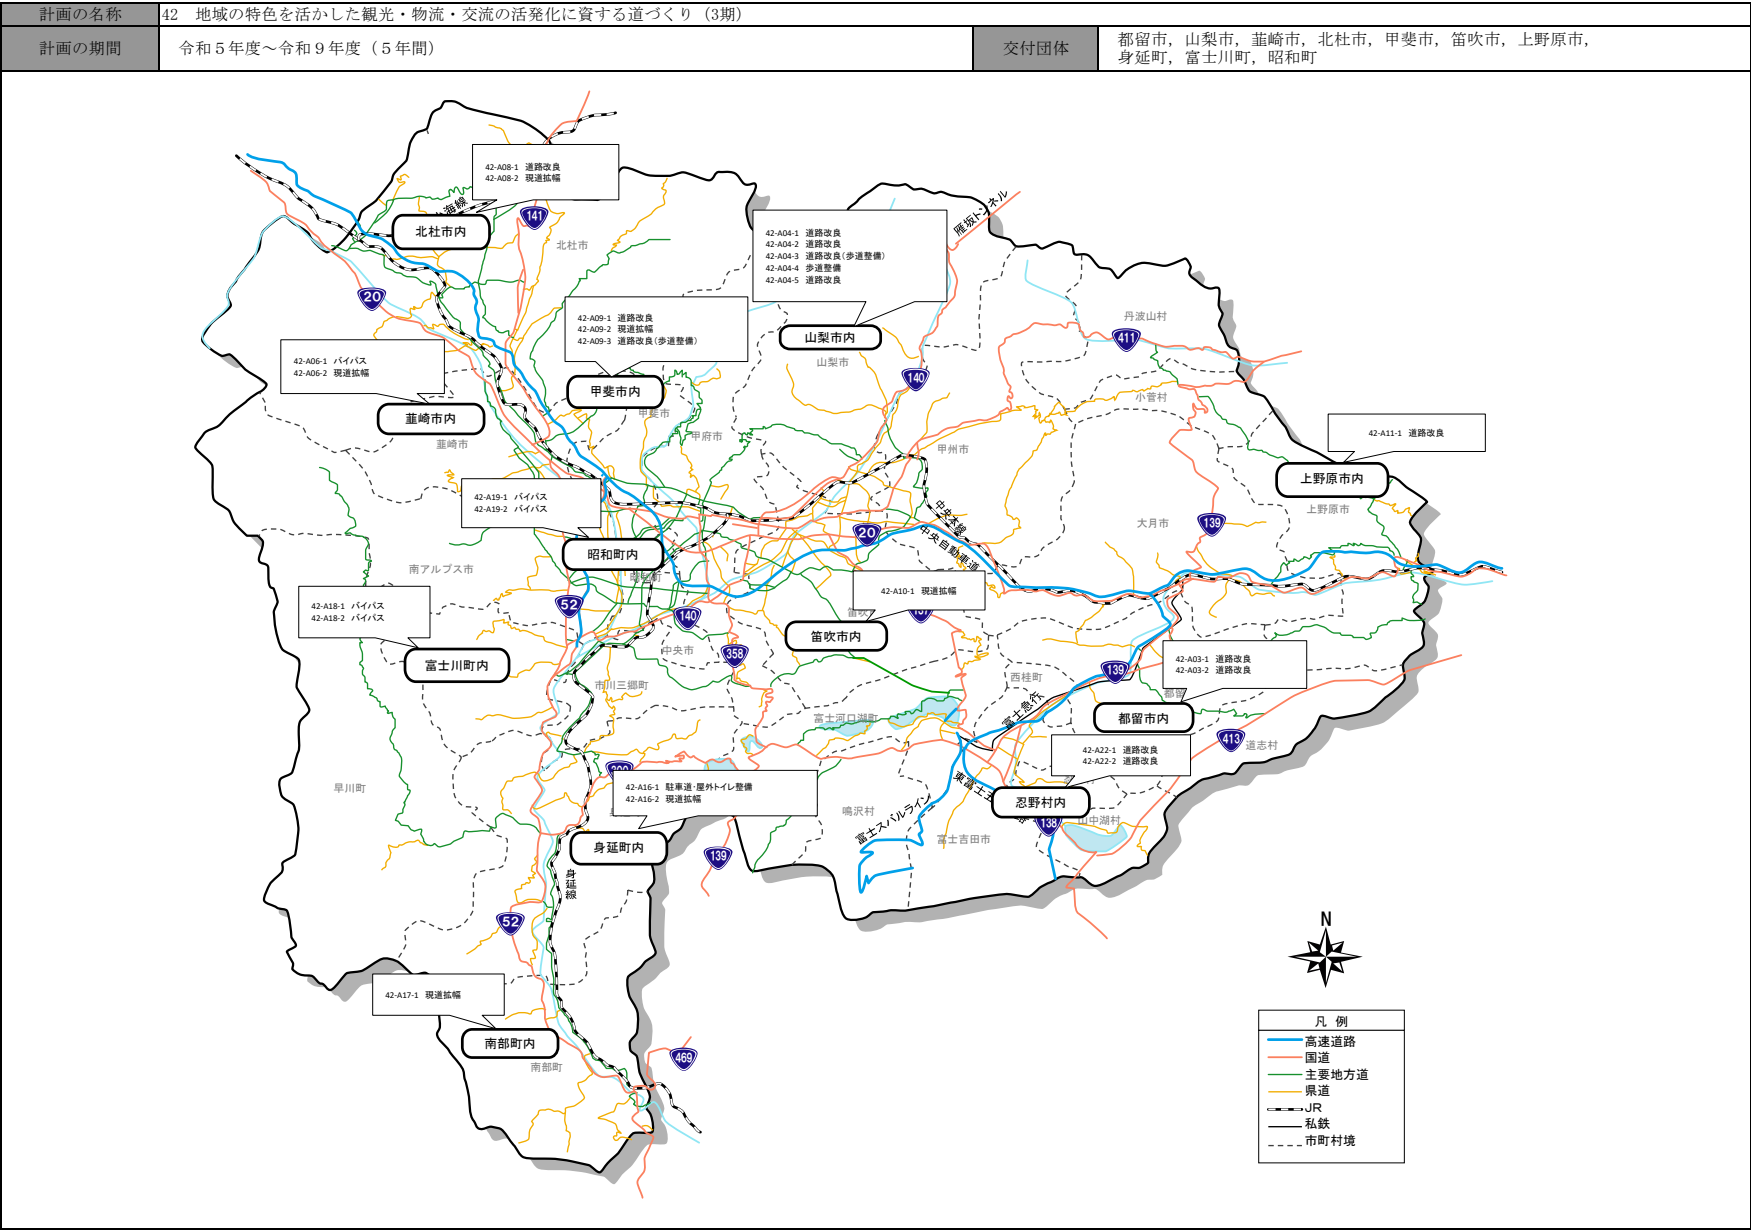 計画の名称
42　地域の特色を活かした観光・物流・交流の活発化に資する道づくり（3期）
計画の期間
令和５年度～令和９年度（５年間）
交付団体
都留市，山梨市，韮崎市，北杜市，甲斐市，笛吹市，上野原市，
身延町，富士川町，昭和町
42-A08-1 道路改良
42-A08-2 現道拡幅
北杜市内
141
北杜市
20
42-A04-1 道路改良
42-A04-2 道路改良
42-A04-3 道路改良(歩道整備)
42-A04-4 歩道整備
42-A04-5 道路改良
雁坂トンネル
山梨市内
山梨市
42-A09-1 道路改良
42-A09-2 現道拡幅
42-A09-3 道路改良(歩道整備)
甲斐市内
甲斐市
甲府市
42-A06-1 バイパス
42-A06-2 現道拡幅
韮崎市内
韮崎市
丹波山村
411
140
小菅村
甲州市
42-A11-1 道路改良
上野原市内
上野原市
大月市
139
42-A19-1 バイパス
42-A19-2 バイパス
昭和町内
南アルプス市
20
中央本線
中央自動車道
42-A10-1 現道拡幅
笛吹市内
42-A18-1 バイパス
42-A18-2 バイパス
富士川町内
52
140
中央市
358
市川三郷町
西桂町
139
42-A03-1 道路改良
42-A03-2 道路改良
都留市内
富士急行
富士河口湖町
413
道志村
42-A22-1 道路改良
42-A22-2 道路改良
忍野村内
138
山中湖村
早川町
42-A16-1 駐車道・屋外トイレ整備
42-A16-2 現道拡幅
身延町内
身延線
139
鳴沢村
富士スバルライン
富士吉田市
52
42-A17-1 現道拡幅
南部町内
南部町
469
N
凡 例
高速道路
国道
主要地方道
県道
JR
私鉄
市町村境